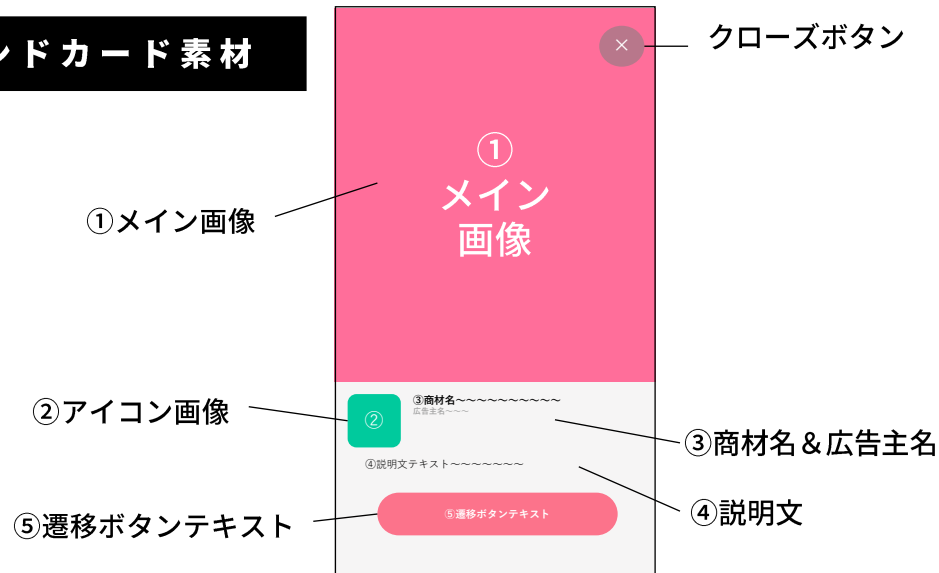 ンドカード素材
×
クローズボタン
①
メイン
画像
①メイン画像
②アイコン画像
②
③商材名〜〜〜〜〜〜〜〜〜〜
広告主名〜〜〜
③商材名&広告主名
④説明文テキスト〜〜〜〜〜〜〜
④説明文
⑤遷移ボタンテキスト
⑤遷移ボタンテキスト